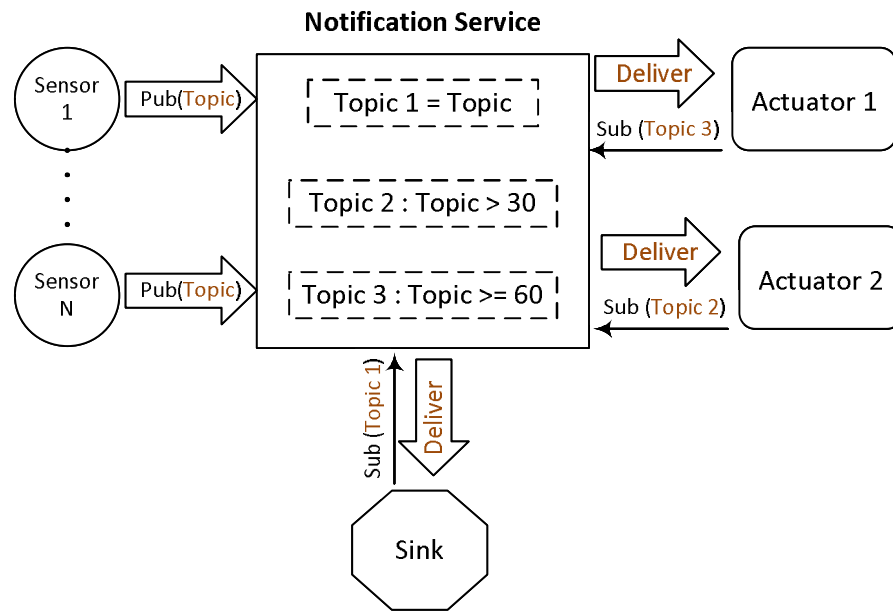 Notification Service
Sensor
1
Pub(Topic)
Topic 1 = Topic
Deliver
Actuator 1
Sub (Topic 3)
Topic 2 : Topic > 30
Deliver
Actuator 2
Sub (Topic 2)
Sensor
N
Pub(Topic)
Topic 3 : Topic >= 60
Sub (Topic 1)
Deliver
Sink